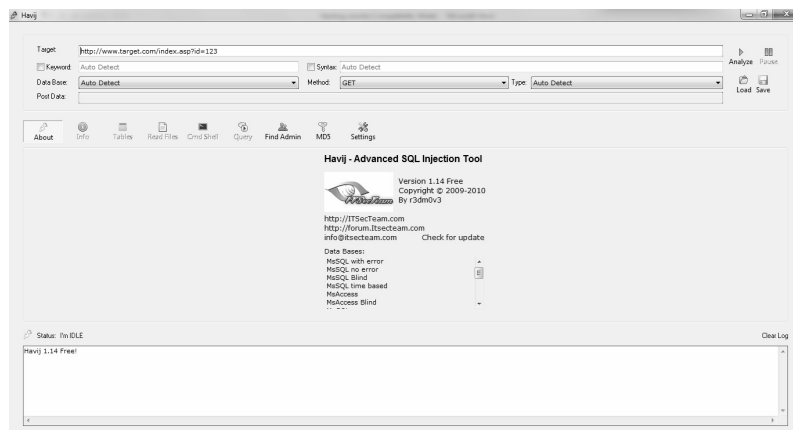 Havij
Target: http://www.target.com/index.asp?id=123
Keyword: Auto Detect Syntax: Auto Detect
Analyze Pause
Data Base: Auto Detect Method: GET Type: Auto Detect
Load Save
Post Data:
About Info Tables Read Files Cmd Shell Query Find Admin MD5 Settings
Havij - Advanced SQL Injection Tool
ITSecTeam
Version 1.14 Free
Copyright © 2009-2010
By r3dm0v3
http://ITSecTeam.com
http://forum.Itsecteam.com
info@itsecteam.com Check for update
Data Bases:
MsSQL with error
MsSQL no error
MsSQL Blind
MsSQL time based
MsAccess
MsAccess Blind
Status: I'm IDLE
Clear Log
Havij 1.14 Free!